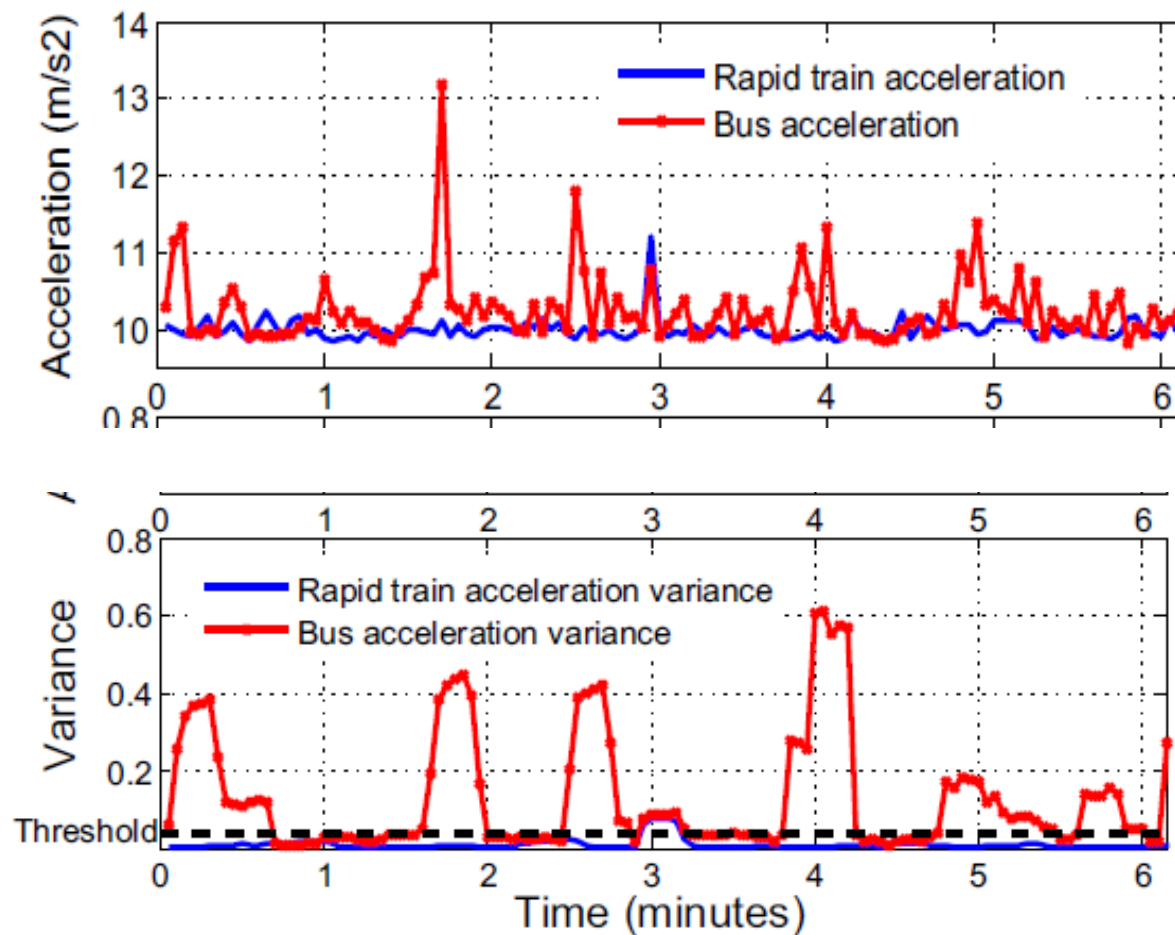 14
13
12
11
10
Acceleration (m/s2)
Rapid train acceleration
Bus acceleration
0 1 2 3 4 5 6
0.8
0 1 2 3 4 5 6
0.8
0.6
0.4
0.2
Threshold
Variance
Rapid train acceleration variance
Bus acceleration variance
0 1 2 3 4 5 6
Time (minutes)